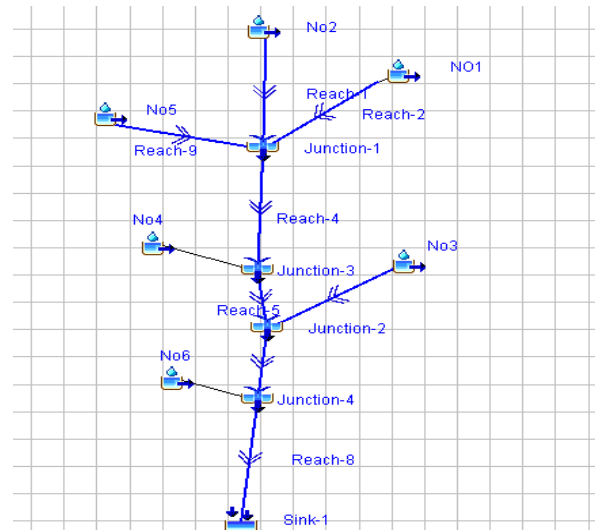 No2
NO1
Reach-1
No5
Reach-2
Reach-9
Junction-1
No4
Reach-4
No3
Junction-3
Reach-5
Junction-2
No6
Junction-4
Reach-8
Sink-1